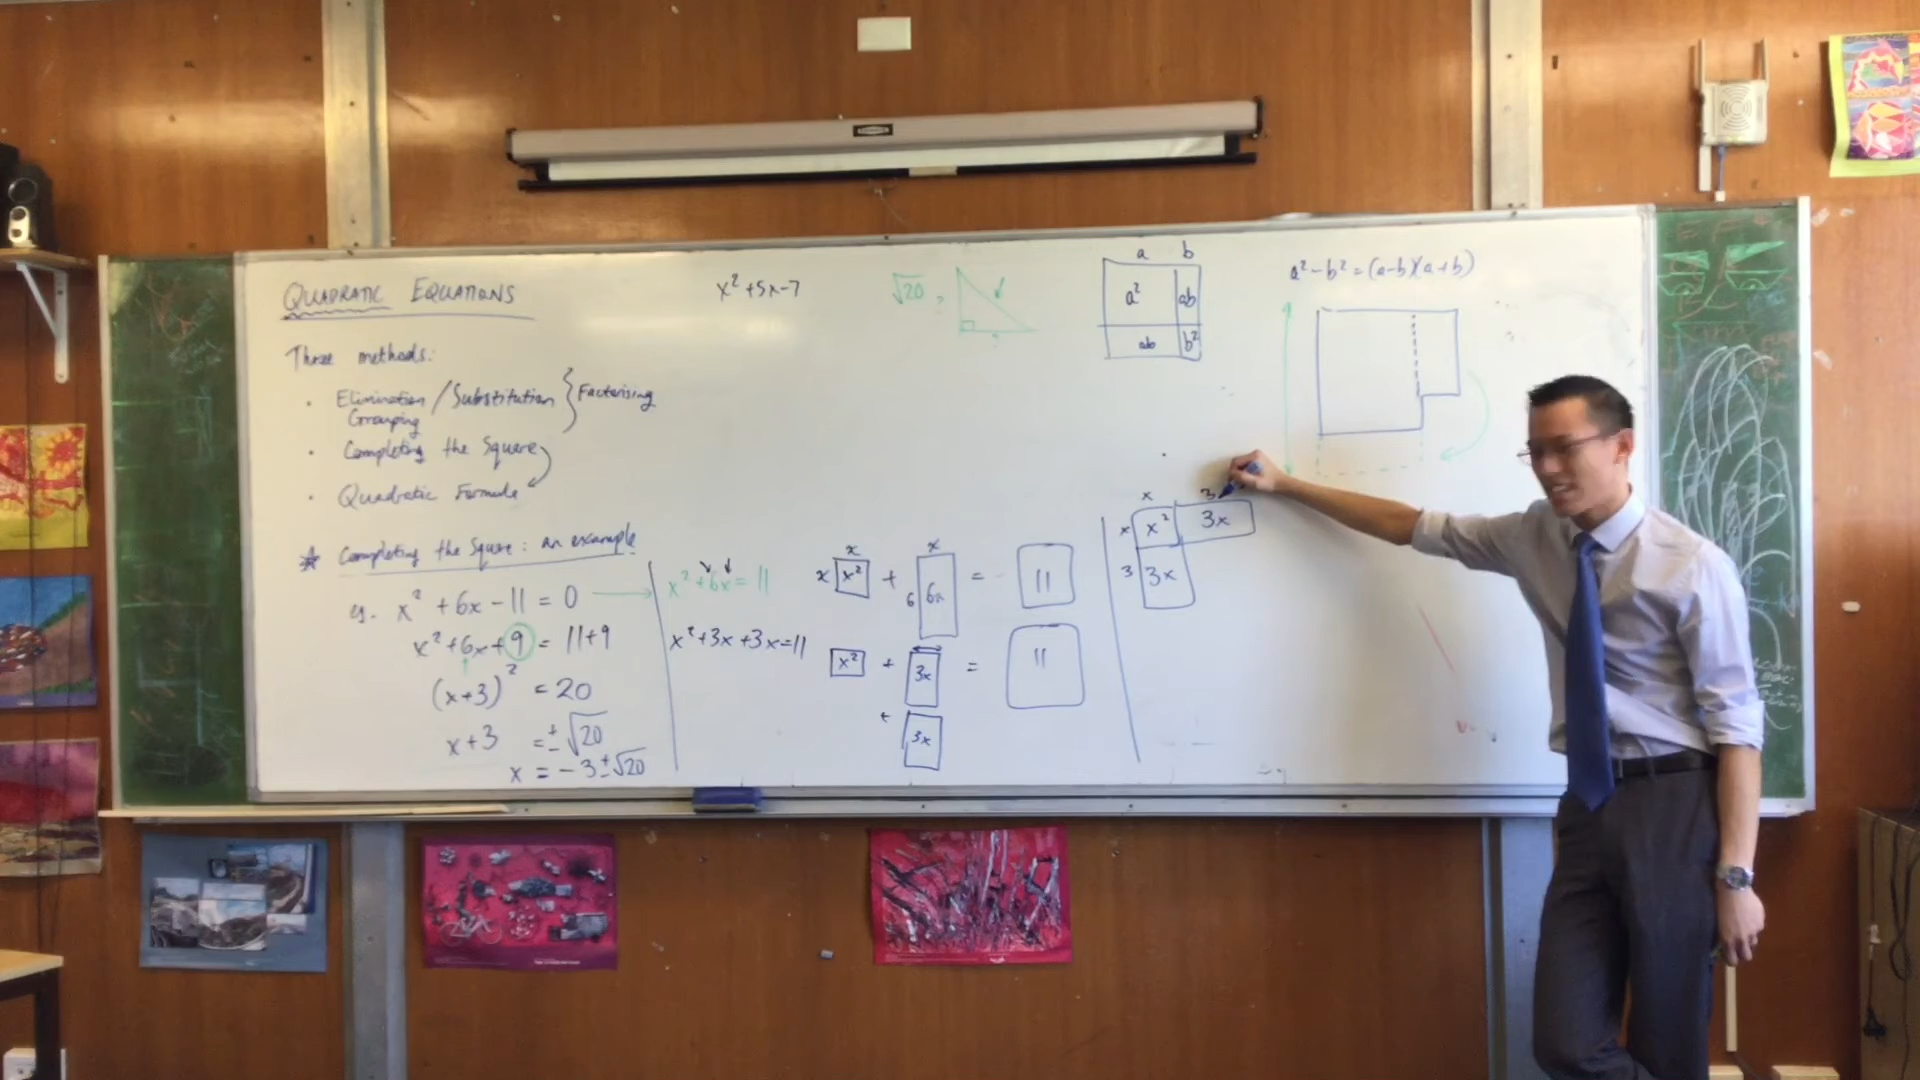 QUADRATIC EQUATIONS
Three methods:
• Elimination / Substitution } Factorising
Grouping
• Completing the Square
• Quadratic Formula
* Completing the Square: an example
eg. x² + 6x - 11 = 0
x² + 6x + 9 = 11 + 9
(x+3)² = 20
x+3 = ±√20
x = -3 ± √20
x² + 5x - 7
√20 ?
?
a b
a² ab
ab b²
a² - b² = (a-b)(a+b)
x² + 6x = 11
x² + 3x + 3x = 11
x x
x x² + 6 6x = 11
x² + 3x = 11
+ 3x
x 3
x x² 3x
3 3x